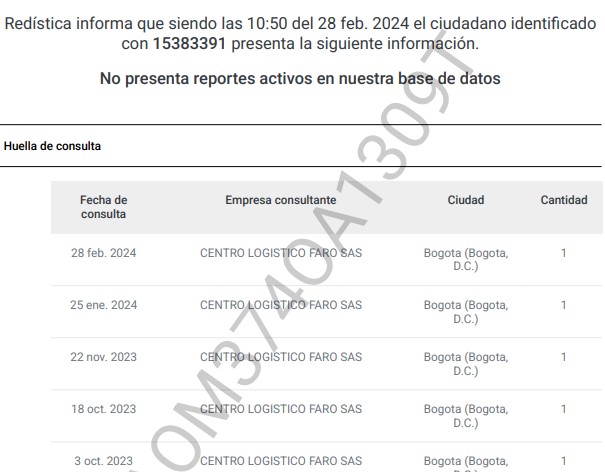 Redística informa que siendo las 10:50 del 28 feb. 2024 el ciudadano identificado
con 15383391 presenta la siguiente información.
No presenta reportes activos en nuestra base de datos
Huella de consulta
Fecha de consulta Empresa consultante Ciudad Cantidad
28 feb. 2024 CENTRO LOGISTICO FARO SAS Bogota (Bogota, D.C.) 1
25 ene. 2024 CENTRO LOGISTICO FARO SAS Bogota (Bogota, D.C.) 1
22 nov. 2023 CENTRO LOGISTICO FARO SAS Bogota (Bogota, D.C.) 1
18 oct. 2023 CENTRO LOGISTICO FARO SAS Bogota (Bogota, D.C.) 1
3 oct. 2023 CENTRO LOGISTICO FARO SAS Bogota (Bogota, D.C.) 1
OM3740A1309T